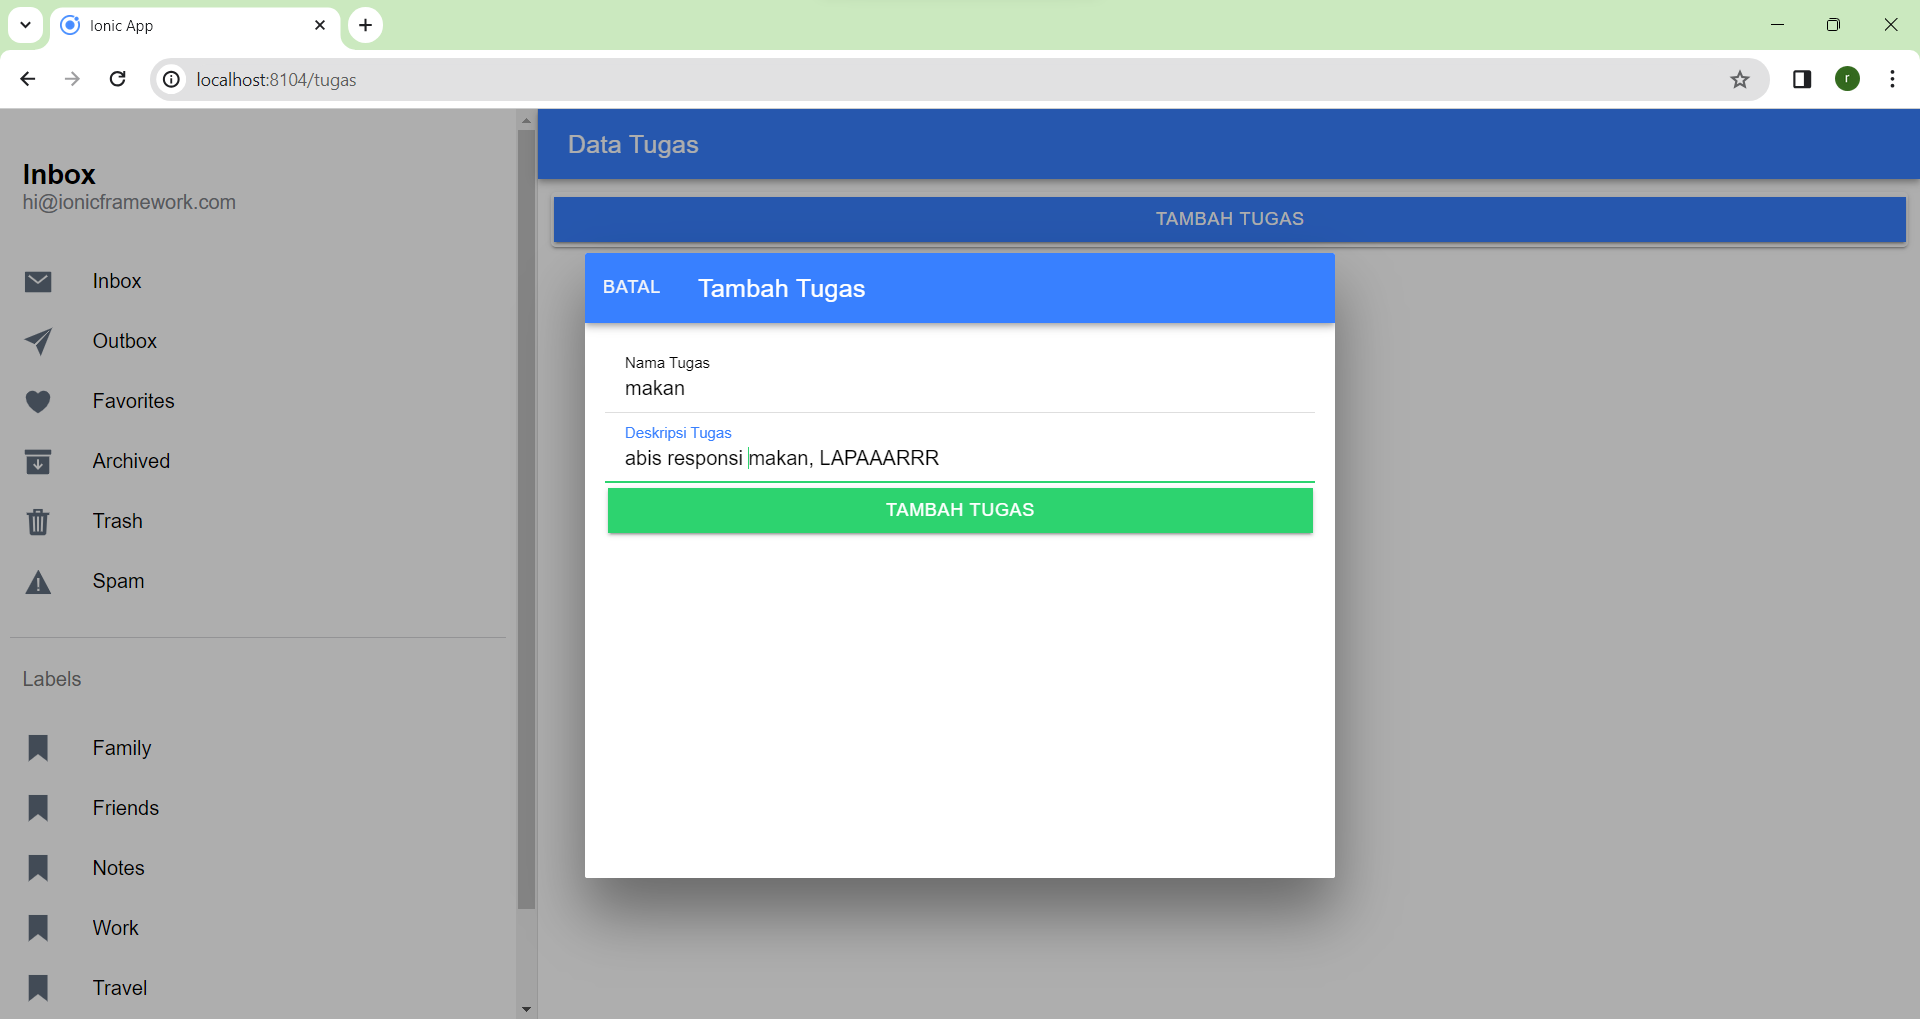 Ionic App
localhost:8104/tugas
r
Inbox
hi@ionicframework.com
Inbox
Outbox
Favorites
Archived
Trash
Spam
Labels
Family
Friends
Notes
Work
Travel
Data Tugas
TAMBAH TUGAS
BATAL Tambah Tugas
Nama Tugas
makan
Deskripsi Tugas
abis responsi makan, LAPAAARRR
TAMBAH TUGAS